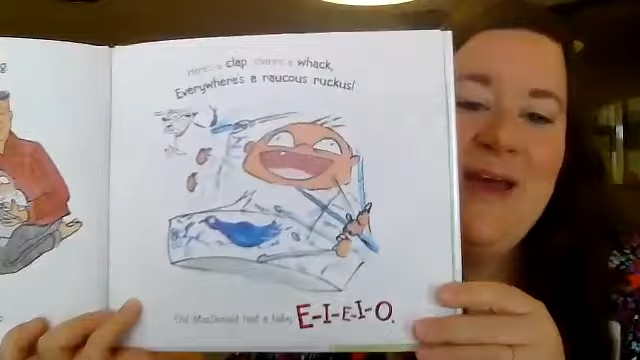 Here's a clap, there's a whack,
Everywhere's a raucous ruckus!
Old MacDonald had a baby,
E-I-E-I-O.